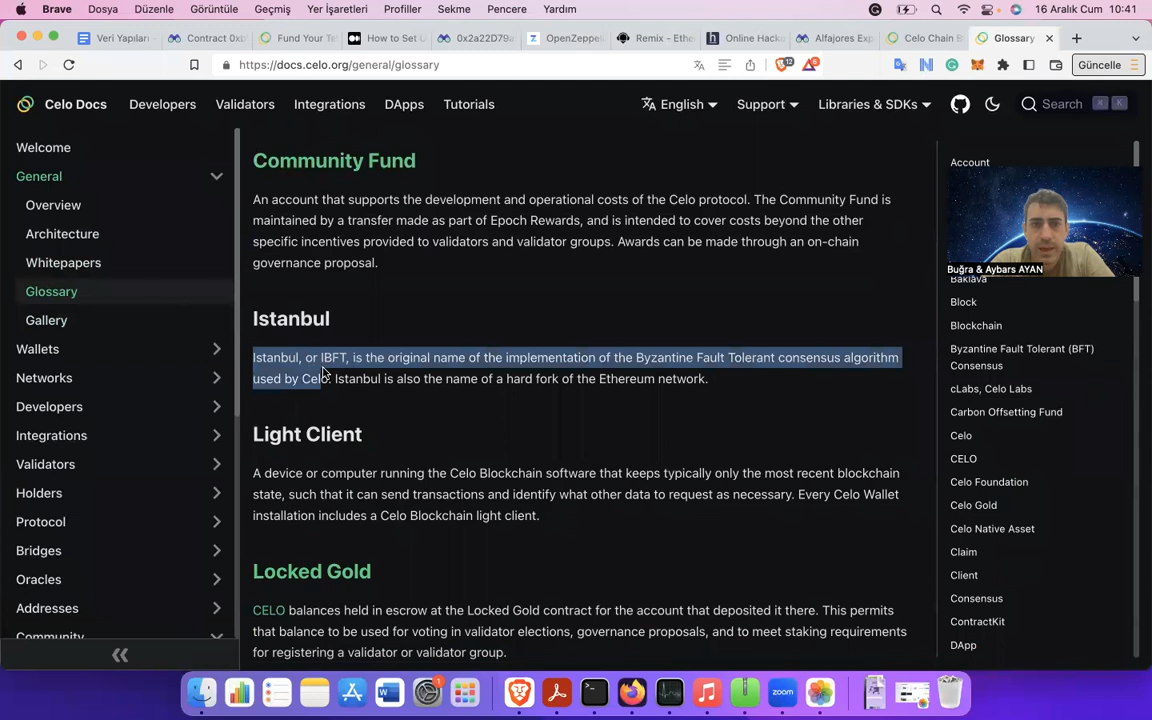 Brave Dosya Düzenle Görüntüle Geçmiş Yer İşaretleri Profiller Sekme Pencere Yardım 16 Aralık Cum 10:41
Veri Yapıları Contract 0xb Fund Your Te How to Set U 0x2a22D79a OpenZeppe Remix - Ethe Online Hacka Alfajores Exp Celo Chain B Glossary
https://docs.celo.org/general/glossary
12
6
Güncelle
Celo Docs Developers Validators Integrations DApps Tutorials English Support Libraries & SDKs Search ⌘ K
Welcome
General
Overview
Architecture
Whitepapers
Glossary
Gallery
Wallets
Networks
Developers
Integrations
Validators
Holders
Protocol
Bridges
Oracles
Addresses
Community
Community Fund
An account that supports the development and operational costs of the Celo protocol. The Community Fund is
maintained by a transfer made as part of Epoch Rewards, and is intended to cover costs beyond the other
specific incentives provided to validators and validator groups. Awards can be made through an on-chain
governance proposal.
Istanbul
Istanbul, or IBFT, is the original name of the implementation of the Byzantine Fault Tolerant consensus algorithm
used by Celo. Istanbul is also the name of a hard fork of the Ethereum network.
Light Client
A device or computer running the Celo Blockchain software that keeps typically only the most recent blockchain
state, such that it can send transactions and identify what other data to request as necessary. Every Celo Wallet
installation includes a Celo Blockchain light client.
Locked Gold
CELO balances held in escrow at the Locked Gold contract for the account that deposited it there. This permits
that balance to be used for voting in validator elections, governance proposals, and to meet staking requirements
for registering a validator or validator group.
Account
Buğra & Aybars AYAN
Baklava
Block
Blockchain
Byzantine Fault Tolerant (BFT)
Consensus
cLabs, Celo Labs
Carbon Offsetting Fund
Celo
CELO
Celo Foundation
Celo Gold
Celo Native Asset
Claim
Client
Consensus
ContractKit
DApp
1
zoom